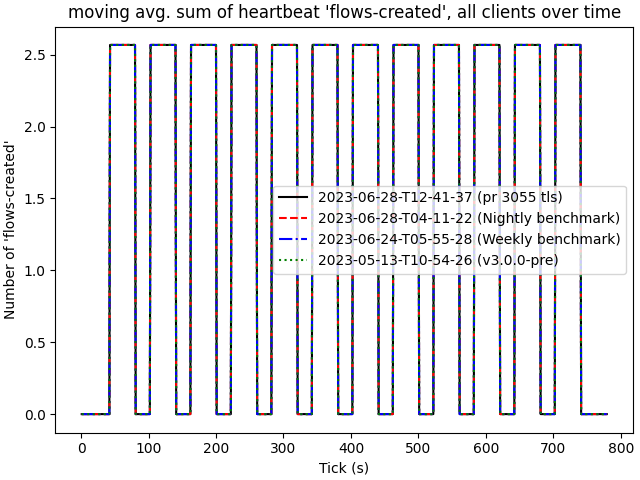 moving avg. sum of heartbeat 'flows-created', all clients over time
Number of 'flows-created'
2.5
2.0
1.5
1.0
0.5
0.0
2023-06-28-T12-41-37 (pr 3055 tls)
2023-06-28-T04-11-22 (Nightly benchmark)
2023-06-24-T05-55-28 (Weekly benchmark)
2023-05-13-T10-54-26 (v3.0.0-pre)
0 100 200 300 400 500 600 700 800
Tick (s)